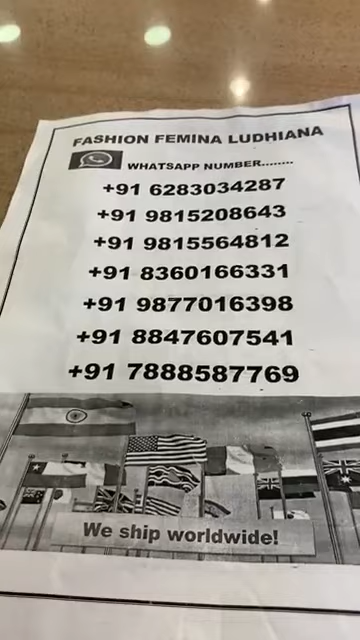 FASHION FEMINA LUDHIANA
WHATSAPP NUMBER........
+91 6283034287
+91 9815208643
+91 9815564812
+91 8360166331
+91 9877016398
+91 8847607541
+91 7888587769
We ship worldwide!